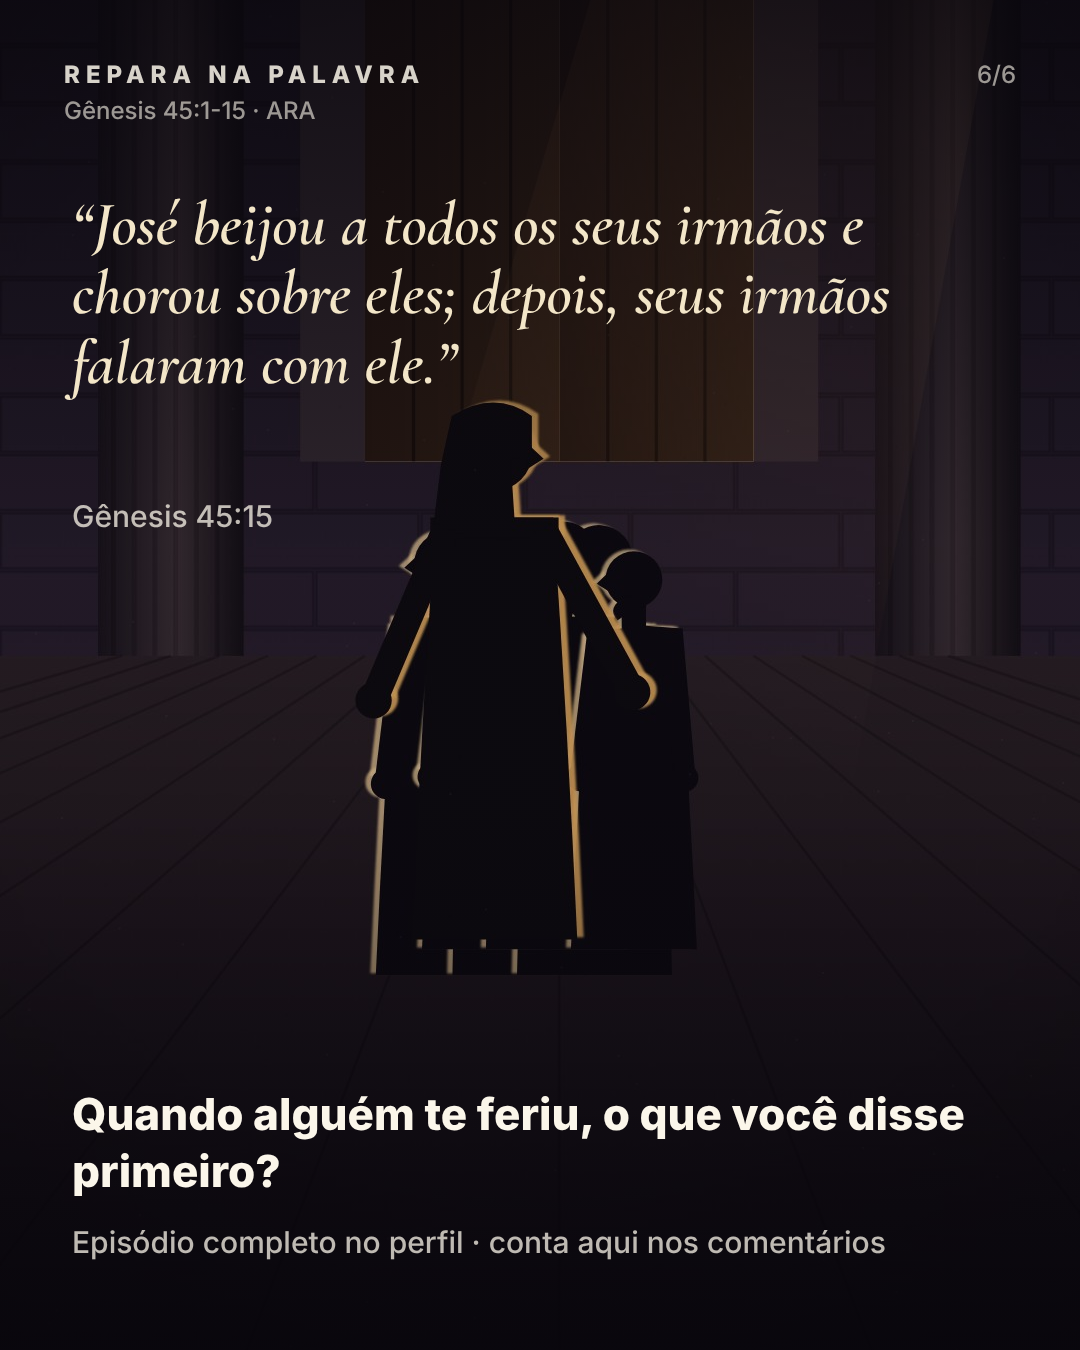 REPARA NA PALAVRA
6/6
Gênesis 45:1-15 · ARA
“José beijou a todos os seus irmãos e
chorou sobre eles; depois, seus irmãos
falaram com ele.”
Gênesis 45:15
Quando alguém te feriu, o que você disse
primeiro?
Episódio completo no perfil · conta aqui nos comentários